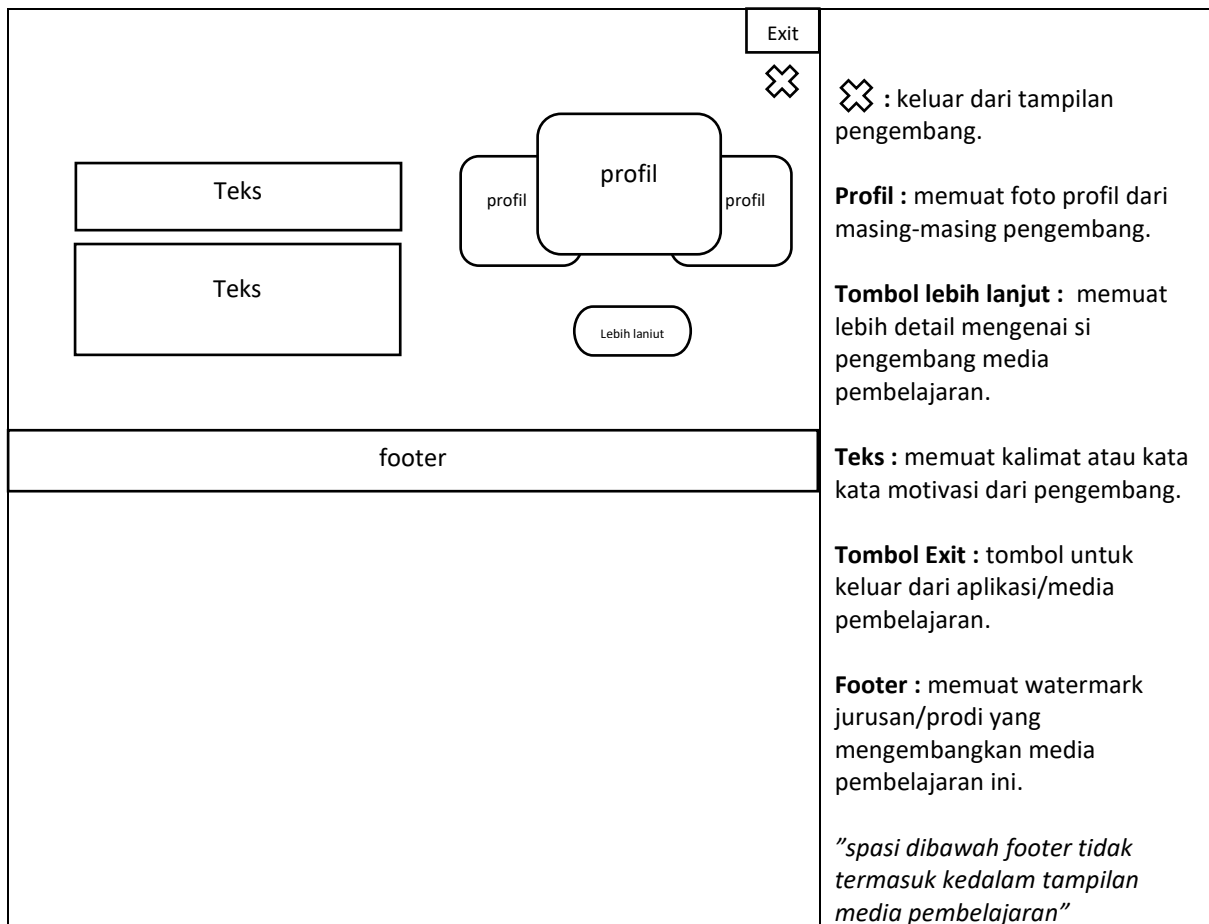 Exit
profil
profil
profil
Teks
Teks
Lebih laniut
footer
: keluar dari tampilan
pengembang.
Profil : memuat foto profil dari
masing-masing pengembang.
Tombol lebih lanjut : memuat
lebih detail mengenai si
pengembang media
pembelajaran.
Teks : memuat kalimat atau kata
kata motivasi dari pengembang.
Tombol Exit : tombol untuk
keluar dari aplikasi/media
pembelajaran.
Footer : memuat watermark
jurusan/prodi yang
mengembangkan media
pembelajaran ini.
”spasi dibawah footer tidak
termasuk kedalam tampilan
media pembelajaran”